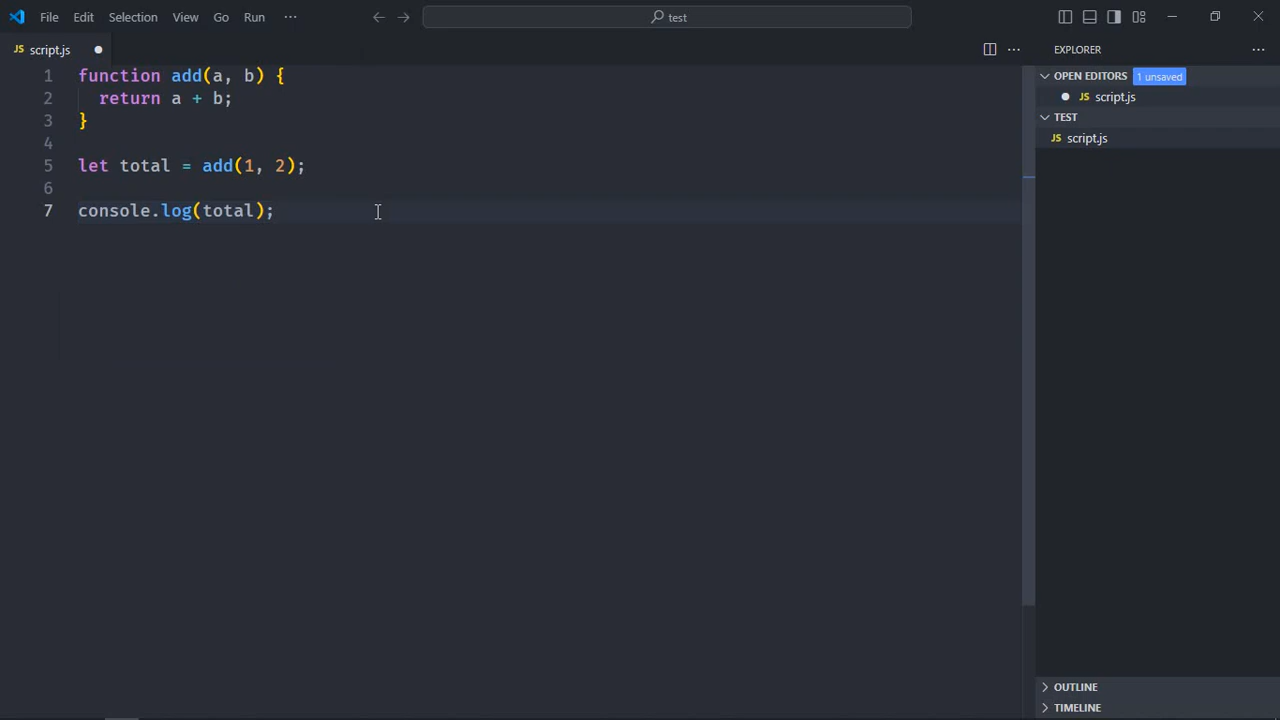 File Edit Selection View Go Run ··· ← → test
JS script.js ●
1 function add(a, b) {
2 return a + b;
3 }
4
5 let total = add(1, 2);
6
7 console.log(total);
EXPLORER ···
OPEN EDITORS 1 unsaved
● JS script.js
TEST
JS script.js
OUTLINE
TIMELINE